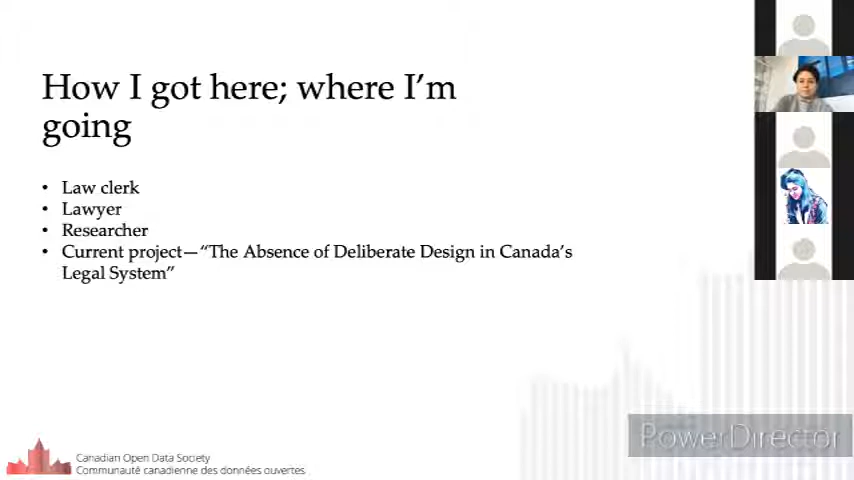 How I got here; where I'm
going
• Law clerk
• Lawyer
• Researcher
• Current project—“The Absence of Deliberate Design in Canada's
Legal System”
PowerDirector
Canadian Open Data Society
Communauté canadienne des données ouvertes